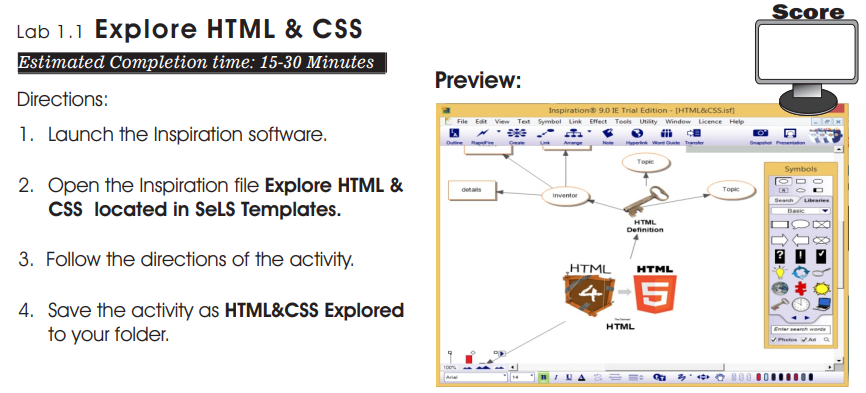 Lab 1.1 Explore HTML & CSS
Estimated Completion time: 15-30 Minutes
Directions:
1. Launch the Inspiration software.
2. Open the Inspiration file Explore HTML &
CSS located in SeLS Templates.
3. Follow the directions of the activity.
4. Save the activity as HTML&CSS Explored
to your folder.
Score
Preview:
Inspiration® 9.0 IE Trial Edition - [HTML&CSS.isf]
File Edit View Text Symbol Link Effect Tools Utility Window Licence Help
Outline RapidFire Create Link Arrange Note Hyperlink Word Guide Transfer Snapshot Presentation
Topic
details
Inventor
Topic
HTML
Definition
HTML
4
HTML
5
HTML
Symbols
Search Libraries
Basic
Enter search words
Photos Art
100%
Arial
14
B I U A